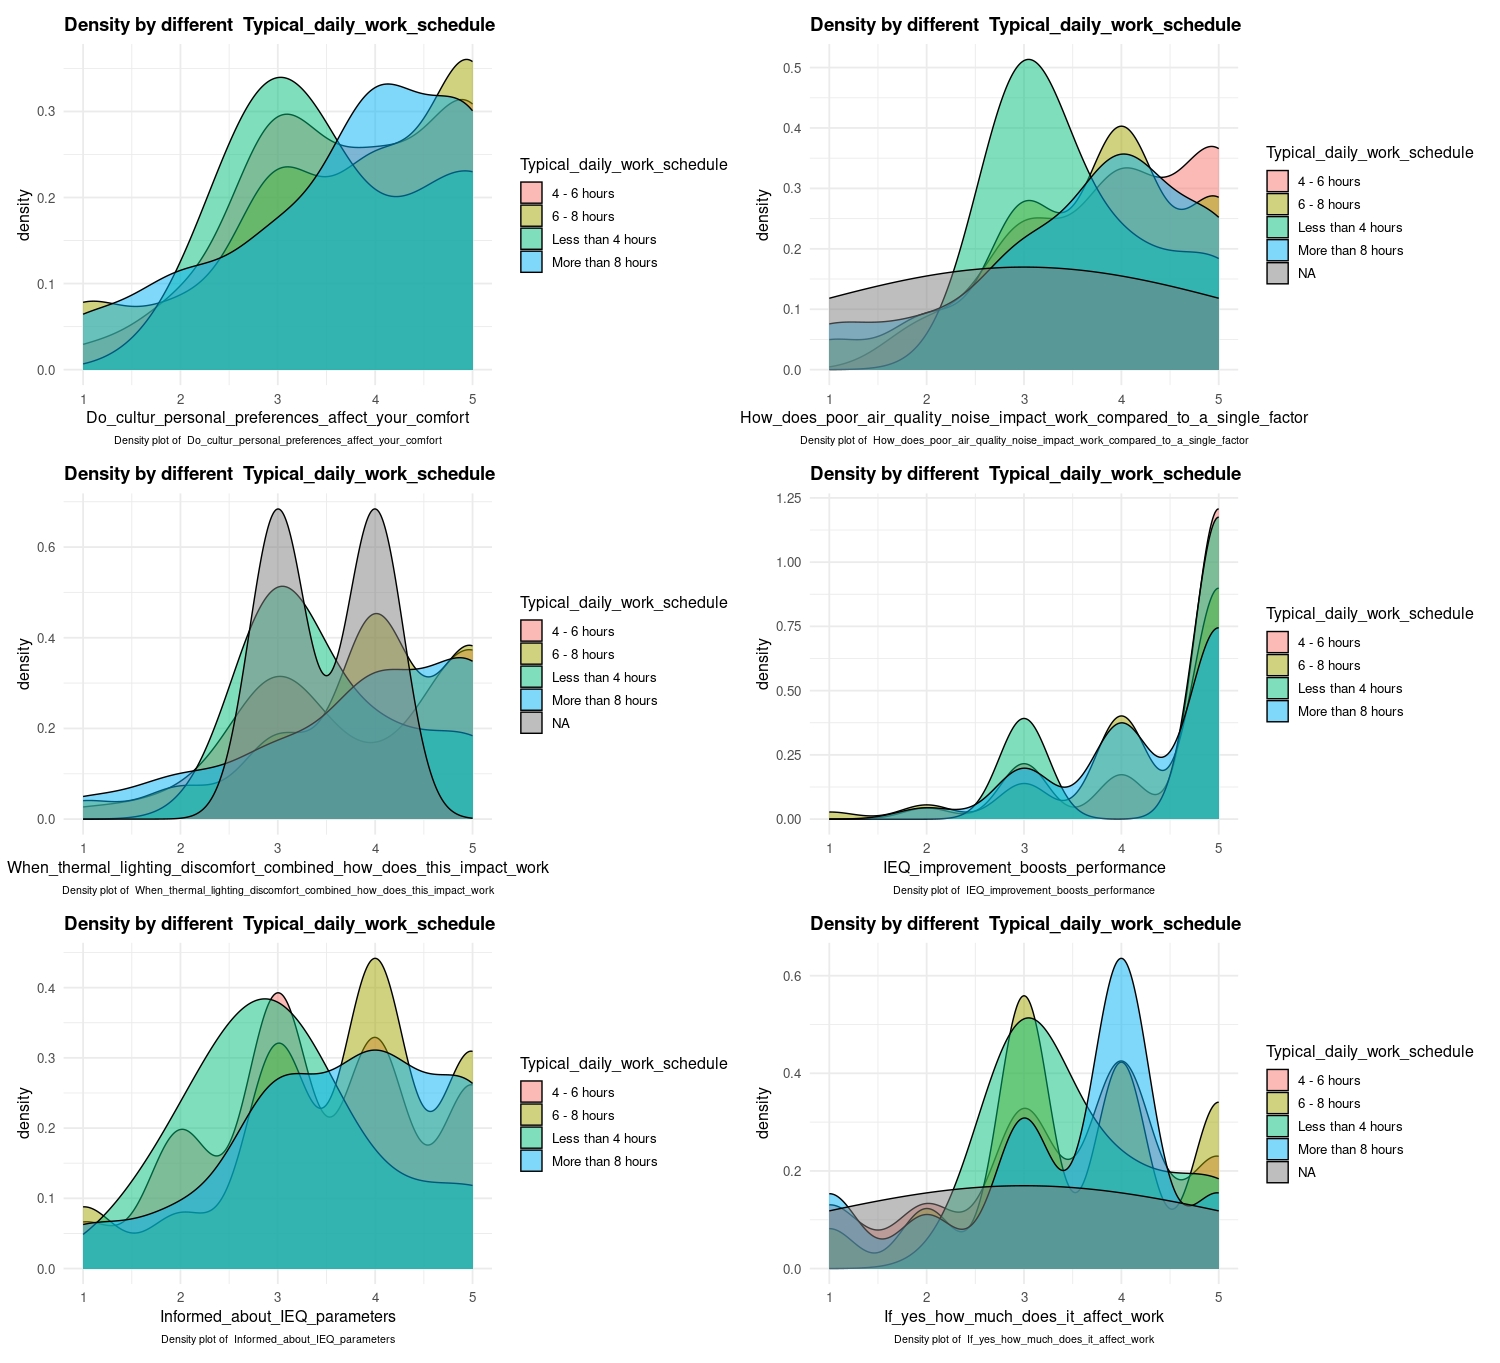 Density by different  Typical_daily_work_schedule
density
0.3
0.2
0.1
0.0
1 2 3 4 5
Do_cultur_personal_preferences_affect_your_comfort
Density plot of  Do_cultur_personal_preferences_affect_your_comfort
Typical_daily_work_schedule
4 - 6 hours
6 - 8 hours
Less than 4 hours
More than 8 hours
Density by different  Typical_daily_work_schedule
density
0.5
0.4
0.3
0.2
0.1
0.0
1 2 3 4 5
How_does_poor_air_quality_noise_impact_work_compared_to_a_single_factor
Density plot of  How_does_poor_air_quality_noise_impact_work_compared_to_a_single_factor
Typical_daily_work_schedule
4 - 6 hours
6 - 8 hours
Less than 4 hours
More than 8 hours
NA
Density by different  Typical_daily_work_schedule
density
0.6
0.4
0.2
0.0
1 2 3 4 5
When_thermal_lighting_discomfort_combined_how_does_this_impact_work
Density plot of  When_thermal_lighting_discomfort_combined_how_does_this_impact_work
Typical_daily_work_schedule
4 - 6 hours
6 - 8 hours
Less than 4 hours
More than 8 hours
NA
Density by different  Typical_daily_work_schedule
density
1.25
1.00
0.75
0.50
0.25
0.00
1 2 3 4 5
IEQ_improvement_boosts_performance
Density plot of  IEQ_improvement_boosts_performance
Typical_daily_work_schedule
4 - 6 hours
6 - 8 hours
Less than 4 hours
More than 8 hours
Density by different  Typical_daily_work_schedule
density
0.4
0.3
0.2
0.1
0.0
1 2 3 4 5
Informed_about_IEQ_parameters
Density plot of  Informed_about_IEQ_parameters
Typical_daily_work_schedule
4 - 6 hours
6 - 8 hours
Less than 4 hours
More than 8 hours
Density by different  Typical_daily_work_schedule
density
0.6
0.4
0.2
0.0
1 2 3 4 5
If_yes_how_much_does_it_affect_work
Density plot of  If_yes_how_much_does_it_affect_work
Typical_daily_work_schedule
4 - 6 hours
6 - 8 hours
Less than 4 hours
More than 8 hours
NA